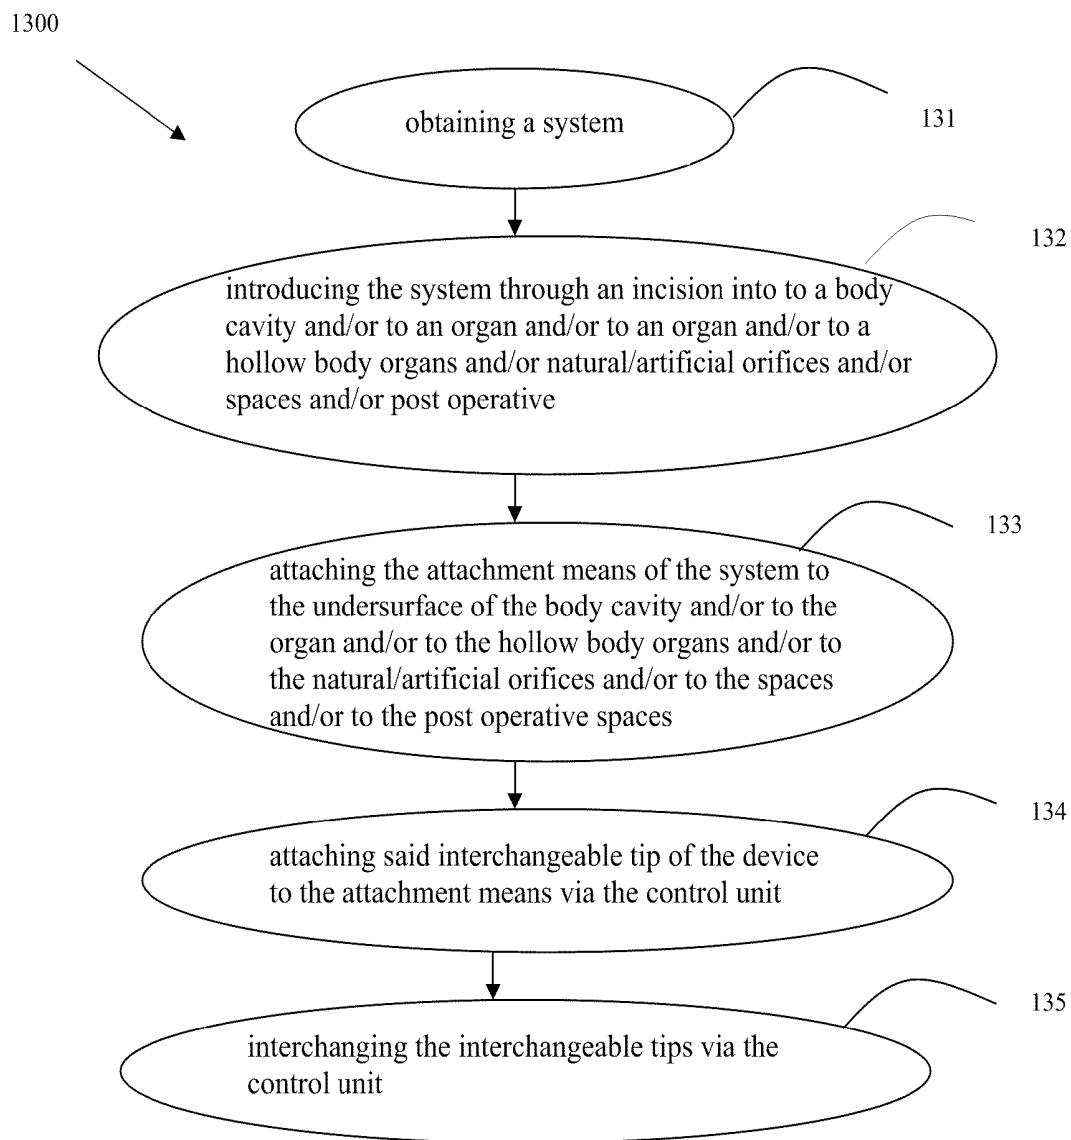 1300
obtaining a system
131
132
introducing the system through an incision into to a body
cavity and/or to an organ and/or to an organ and/or to a
hollow body organs and/or natural/artificial orifices and/or
spaces and/or post operative
133
attaching the attachment means of the system to
the undersurface of the body cavity and/or to the
organ and/or to the hollow body organs and/or to
the natural/artificial orifices and/or to the spaces
and/or to the post operative spaces
134
attaching said interchangeable tip of the device
to the attachment means via the control unit
135
interchanging the interchangeable tips via the
control unit